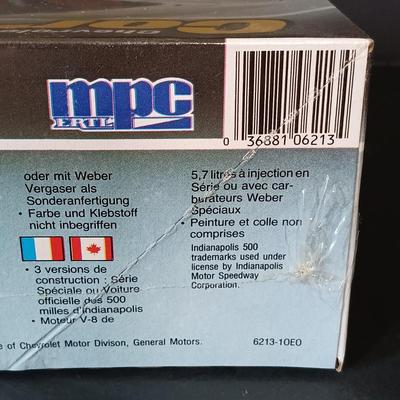 Chevrole
Co
mpc
ERTL
0 36881 06213
oder mit Weber
Vergaser als
Sonderanfertigung
• Farbe und Klebstoff
nicht inbegriffen
• 3 versions de
construction : Série
Spéciale ou Voiture
officielle des 500
milles d'indianapolis
• Moteur V-8 de
5,7 litres à injection en
Série ou avec car-
burateurs Weber
Spéciaux
• Peinture et colle non
comprises
Indianapolis 500
trademarks used under
license by Indianapolis
Motor Speedway
Corporation.
e of Chevrolet Motor Divison, General Motors.
6213-10EO